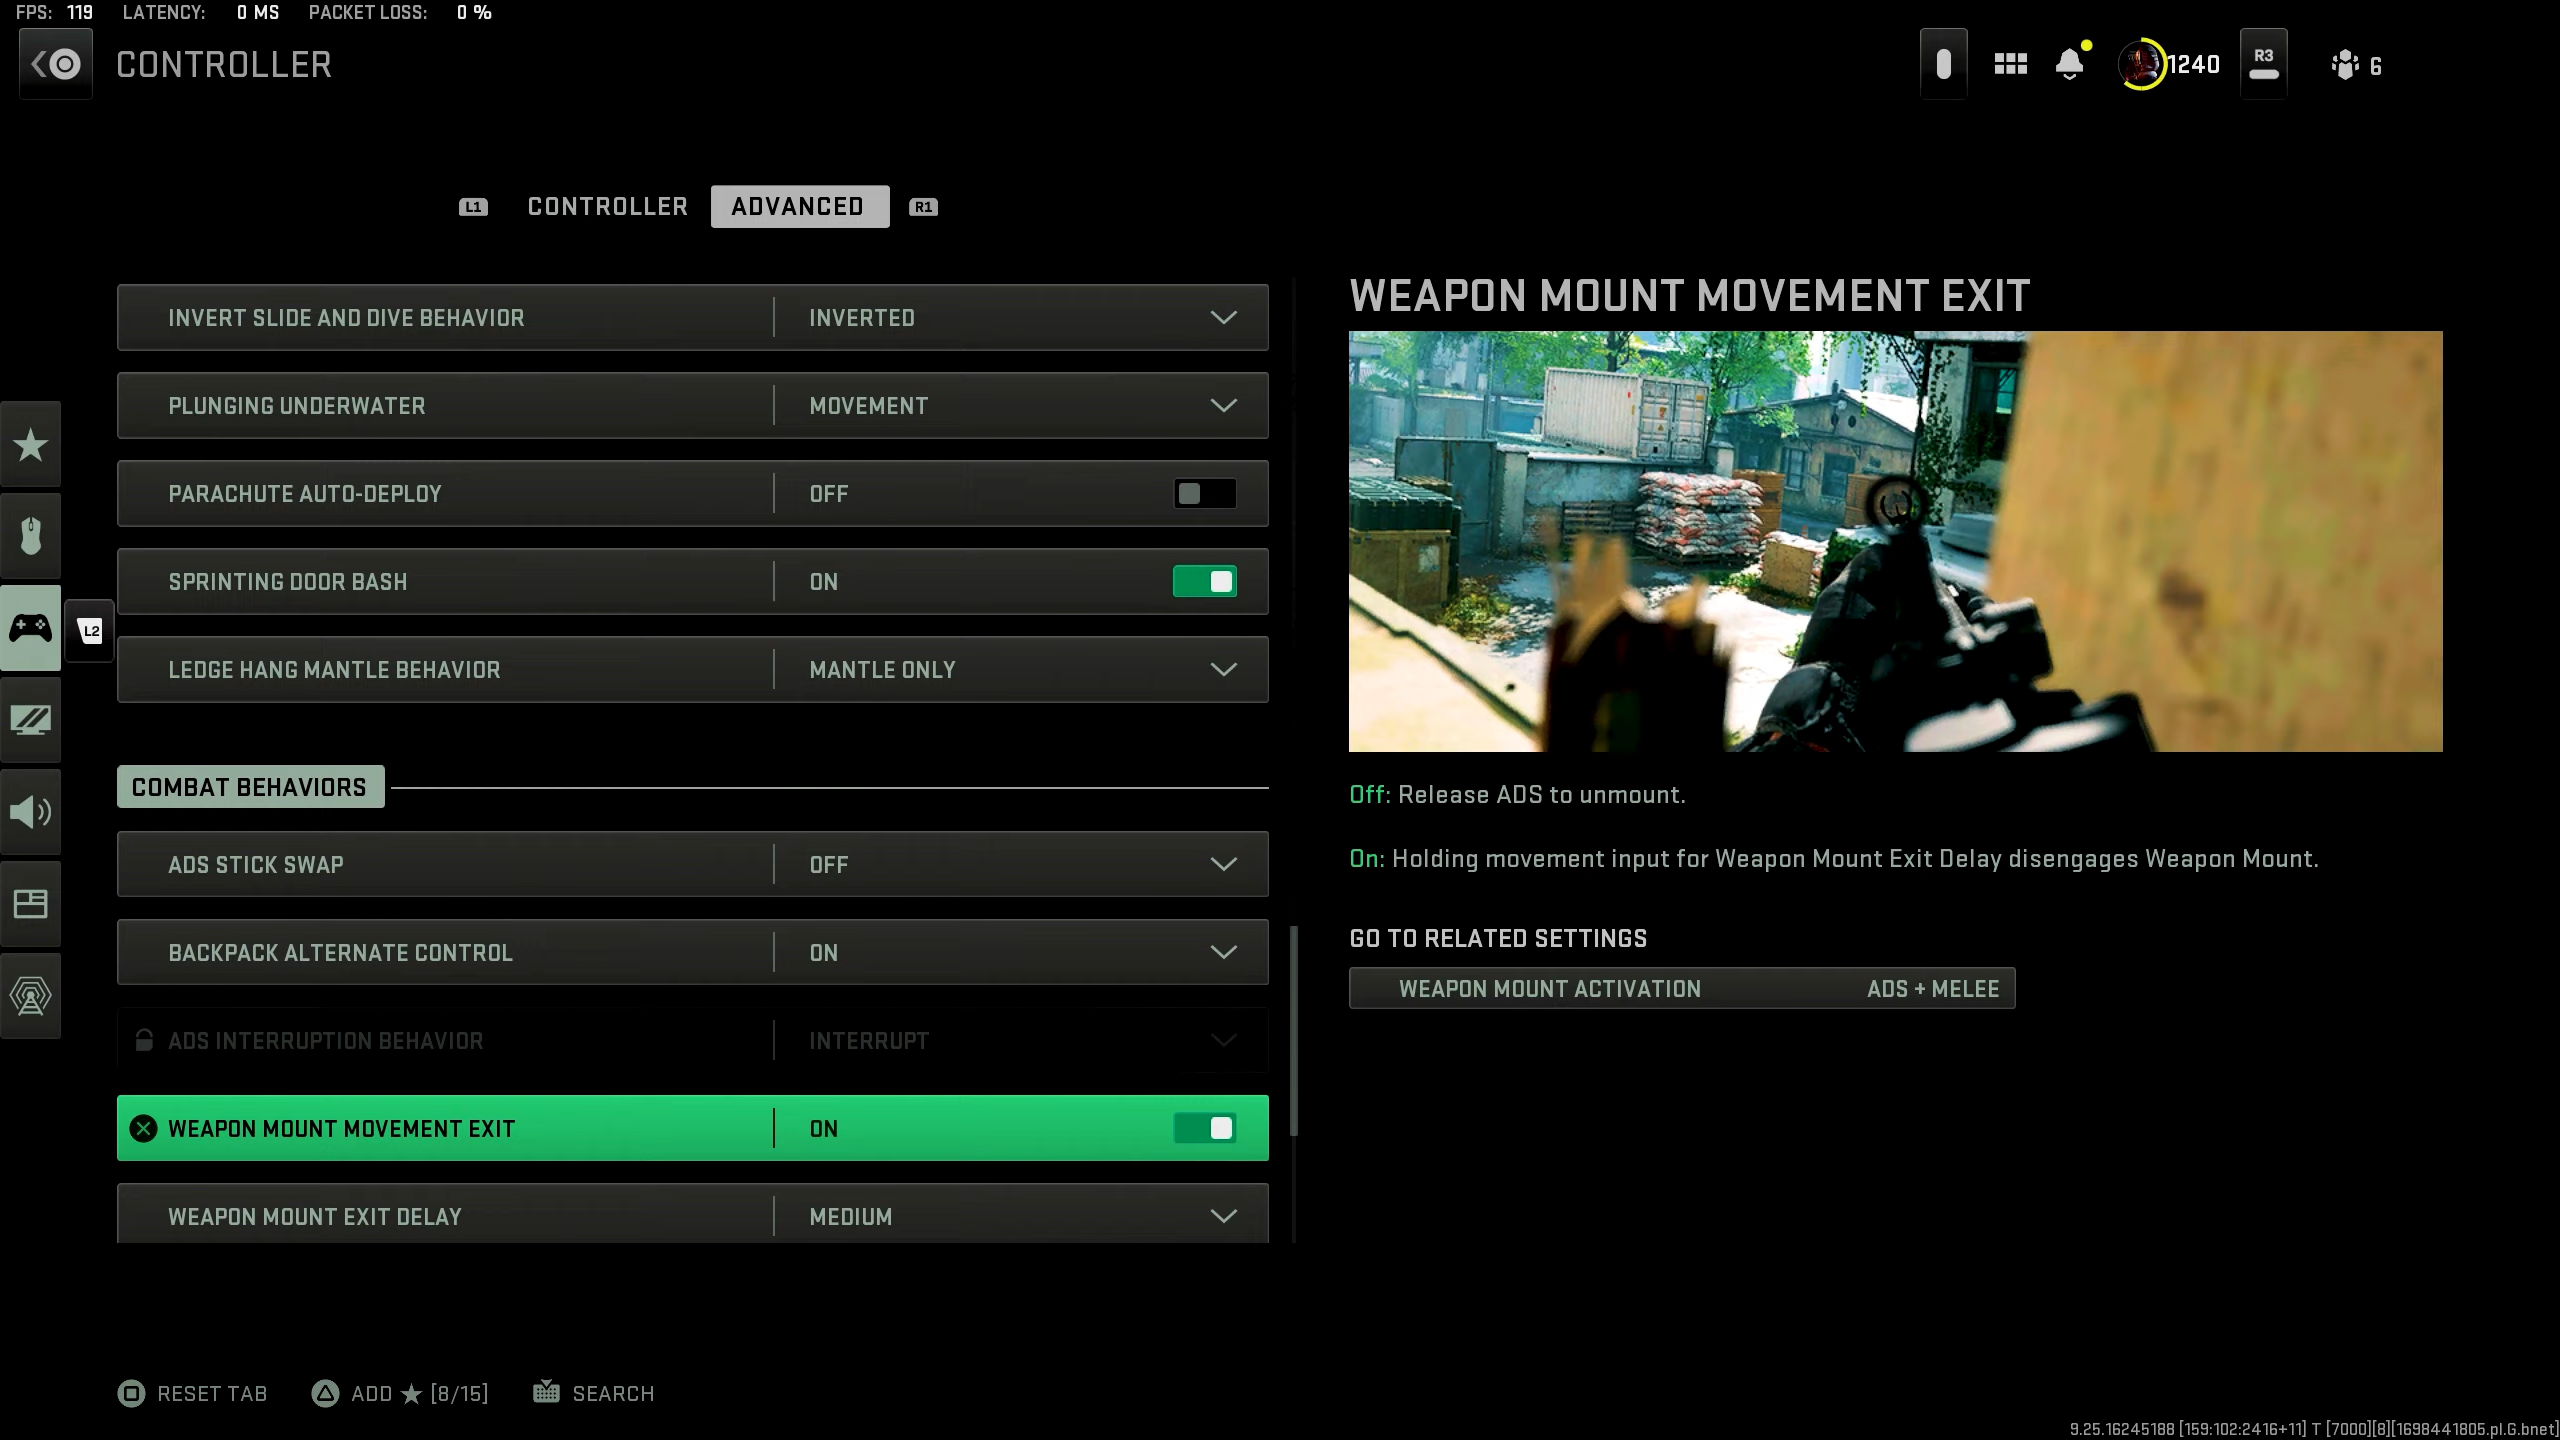 FPS: 119 LATENCY: 0 MS PACKET LOSS: 0 %
CONTROLLER
1240
R3
6
L1 CONTROLLER ADVANCED R1
INVERT SLIDE AND DIVE BEHAVIOR INVERTED
PLUNGING UNDERWATER MOVEMENT
PARACHUTE AUTO-DEPLOY OFF
SPRINTING DOOR BASH ON
L2
LEDGE HANG MANTLE BEHAVIOR MANTLE ONLY
COMBAT BEHAVIORS
ADS STICK SWAP OFF
BACKPACK ALTERNATE CONTROL ON
ADS INTERRUPTION BEHAVIOR INTERRUPT
WEAPON MOUNT MOVEMENT EXIT ON
WEAPON MOUNT EXIT DELAY MEDIUM
WEAPON MOUNT MOVEMENT EXIT
Off: Release ADS to unmount.
On: Holding movement input for Weapon Mount Exit Delay disengages Weapon Mount.
GO TO RELATED SETTINGS
WEAPON MOUNT ACTIVATION ADS + MELEE
RESET TAB ADD ★ [8/15] SEARCH
9.25.16245188 [159:102:2416+11] T [7000][8][1698441805.pl.G.bnet]